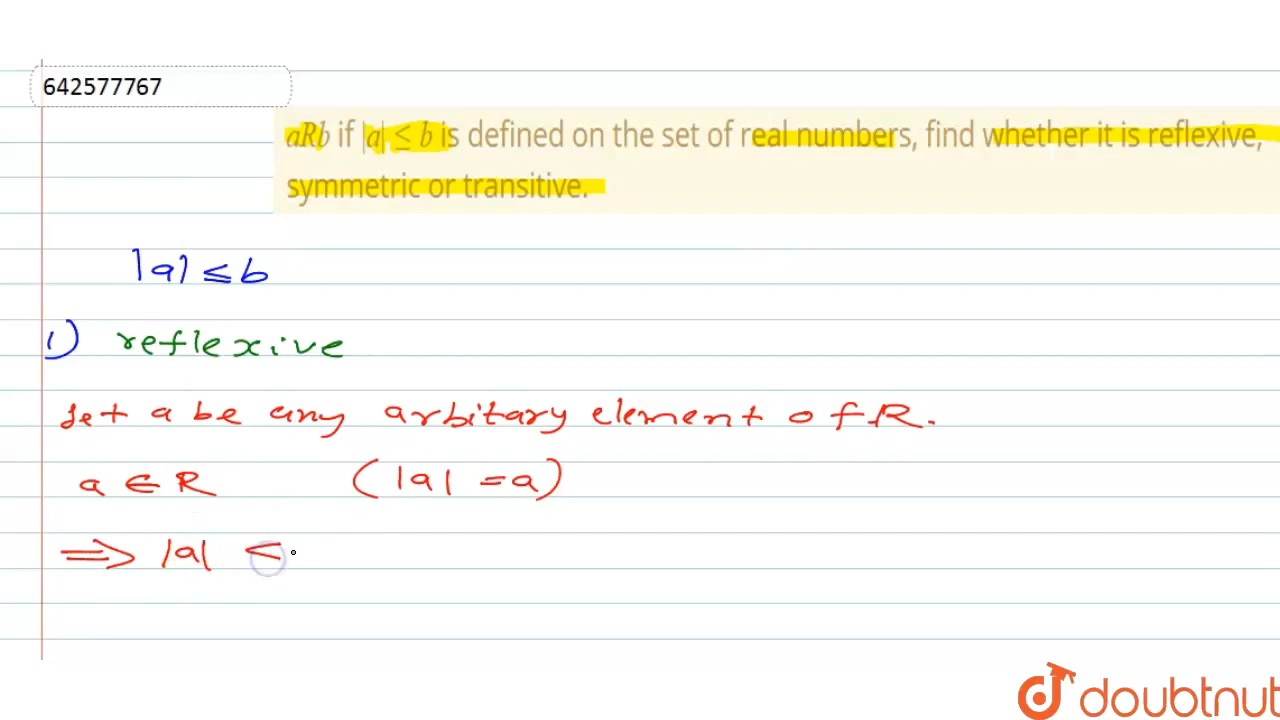 642577767
aRb if |a| ≤ b is defined on the set of real numbers, find whether it is reflexive,
symmetric or transitive.
|a| ≤ b
1) reflexive
Let a be any arbitary element of R.
a ∈ R (|a| = a)
⇒ |a| <
doubtnut